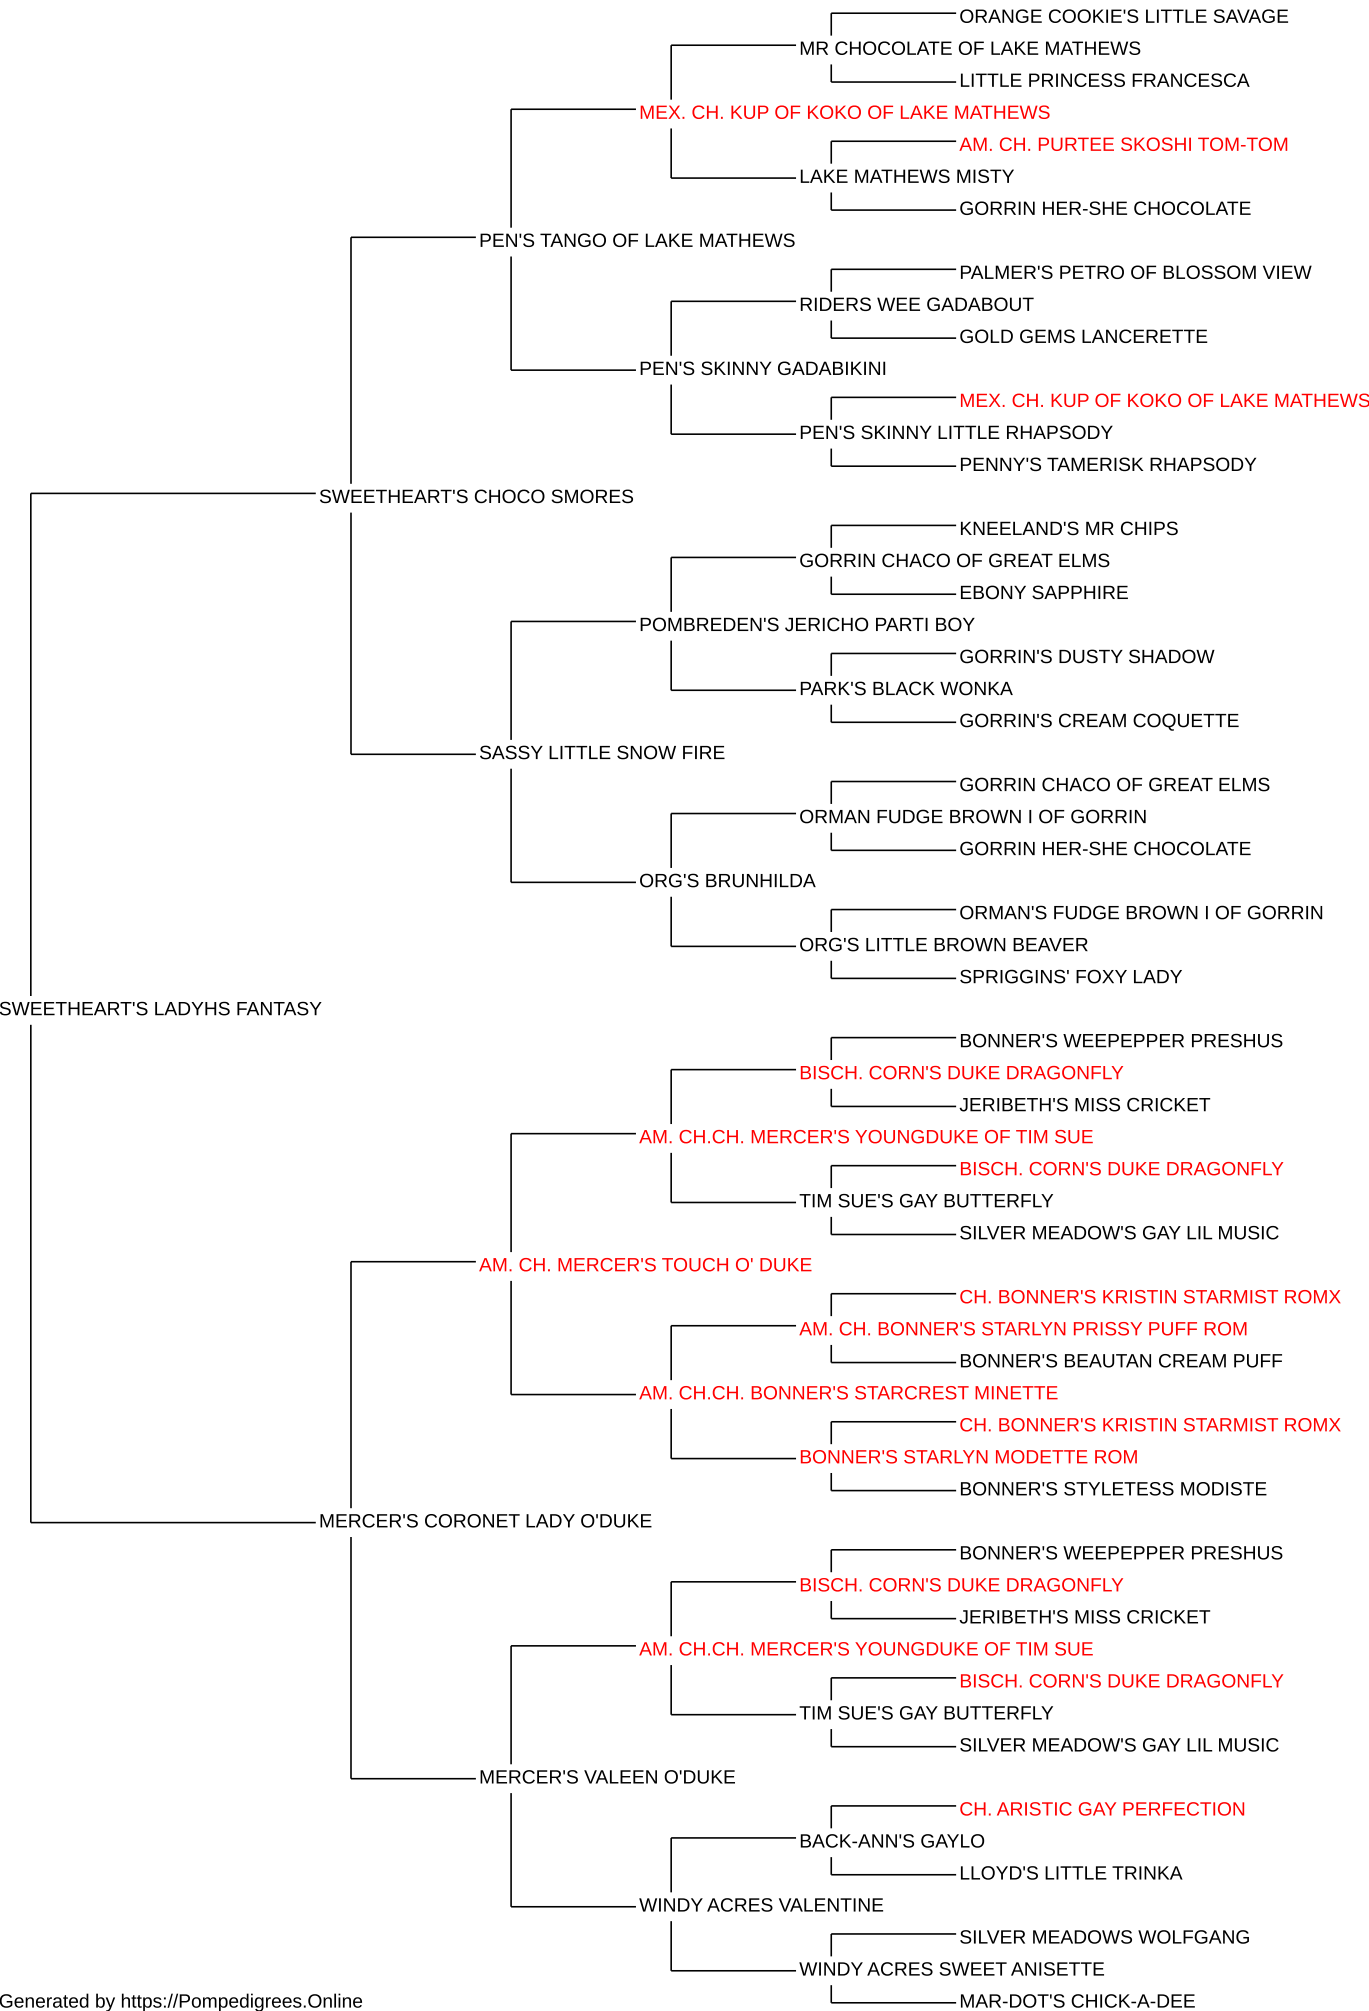 ORANGE COOKIE'S LITTLE SAVAGE
MR CHOCOLATE OF LAKE MATHEWS
LITTLE PRINCESS FRANCESCA
MEX. CH. KUP OF KOKO OF LAKE MATHEWS
AM. CH. PURTEE SKOSHI TOM-TOM
LAKE MATHEWS MISTY
GORRIN HER-SHE CHOCOLATE
PEN'S TANGO OF LAKE MATHEWS
PALMER'S PETRO OF BLOSSOM VIEW
RIDERS WEE GADABOUT
GOLD GEMS LANCERETTE
PEN'S SKINNY GADABIKINI
MEX. CH. KUP OF KOKO OF LAKE MATHEWS
PEN'S SKINNY LITTLE RHAPSODY
PENNY'S TAMERISK RHAPSODY
SWEETHEART'S CHOCO SMORES
KNEELAND'S MR CHIPS
GORRIN CHACO OF GREAT ELMS
EBONY SAPPHIRE
POMBREDEN'S JERICHO PARTI BOY
GORRIN'S DUSTY SHADOW
PARK'S BLACK WONKA
GORRIN'S CREAM COQUETTE
SASSY LITTLE SNOW FIRE
GORRIN CHACO OF GREAT ELMS
ORMAN FUDGE BROWN I OF GORRIN
GORRIN HER-SHE CHOCOLATE
ORG'S BRUNHILDA
ORMAN'S FUDGE BROWN I OF GORRIN
ORG'S LITTLE BROWN BEAVER
SPRIGGINS' FOXY LADY
SWEETHEART'S LADYHS FANTASY
BONNER'S WEEPEPPER PRESHUS
BISCH. CORN'S DUKE DRAGONFLY
JERIBETH'S MISS CRICKET
AM. CH.CH. MERCER'S YOUNGDUKE OF TIM SUE
BISCH. CORN'S DUKE DRAGONFLY
TIM SUE'S GAY BUTTERFLY
SILVER MEADOW'S GAY LIL MUSIC
AM. CH. MERCER'S TOUCH O' DUKE
CH. BONNER'S KRISTIN STARMIST ROMX
AM. CH. BONNER'S STARLYN PRISSY PUFF ROM
BONNER'S BEAUTAN CREAM PUFF
AM. CH.CH. BONNER'S STARCREST MINETTE
CH. BONNER'S KRISTIN STARMIST ROMX
BONNER'S STARLYN MODETTE ROM
BONNER'S STYLETESS MODISTE
MERCER'S CORONET LADY O'DUKE
BONNER'S WEEPEPPER PRESHUS
BISCH. CORN'S DUKE DRAGONFLY
JERIBETH'S MISS CRICKET
AM. CH.CH. MERCER'S YOUNGDUKE OF TIM SUE
BISCH. CORN'S DUKE DRAGONFLY
TIM SUE'S GAY BUTTERFLY
SILVER MEADOW'S GAY LIL MUSIC
MERCER'S VALEEN O'DUKE
CH. ARISTIC GAY PERFECTION
BACK-ANN'S GAYLO
LLOYD'S LITTLE TRINKA
WINDY ACRES VALENTINE
SILVER MEADOWS WOLFGANG
WINDY ACRES SWEET ANISETTE
MAR-DOT'S CHICK-A-DEE
Generated by https://Pompedigrees.Online